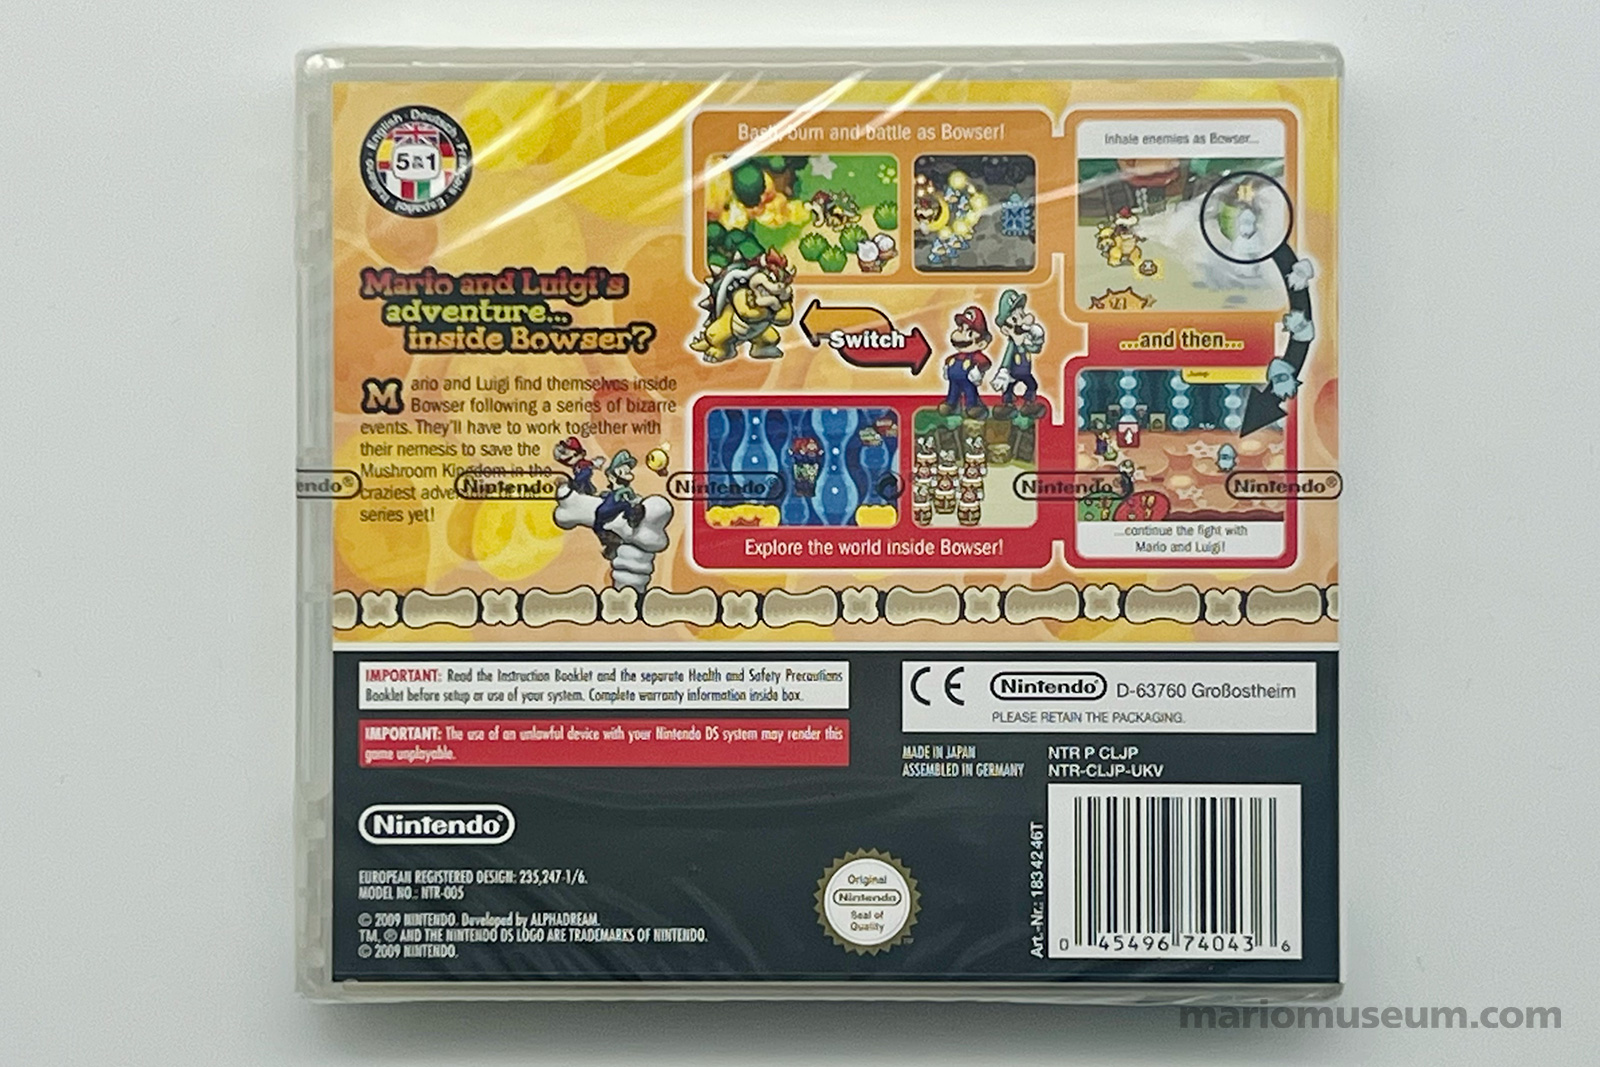 English · Deutsch · Français · Español · Italiano
5 IN 1
Mario and Luigi's
adventure...
inside Bowser?
Mario and Luigi find themselves inside
Bowser following a series of bizarre
events. They'll have to work together with
their nemesis to save the
Mushroom Kingdom in the
craziest adventure
series yet!
Bash, burn and battle as Bowser!
Switch
Explore the world inside Bowser!
Inhale enemies as Bowser...
...and then...
Jump
...continue the fight with
Mario and Luigi!
endo®
Nintendo®
Nintendo®
Nintendo®
Nintendo®
IMPORTANT: Read the Instruction Booklet and the separate Health and Safety Precautions
Booklet before setup or use of your system. Complete warranty information inside box.
IMPORTANT: The use of an unlawful device with your Nintendo DS system may render this
game unplayable.
CE
Nintendo®
D-63760 Großostheim
PLEASE RETAIN THE PACKAGING.
MADE IN JAPAN
ASSEMBLED IN GERMANY
NTR P CLJP
NTR-CLJP-UKV
Nintendo®
EUROPEAN REGISTERED DESIGN: 235,247-1/6.
MODEL NO.: NTR-005
© 2009 NINTENDO. Developed by ALPHADREAM.
TM, ® AND THE NINTENDO DS LOGO ARE TRADEMARKS OF NINTENDO.
© 2009 NINTENDO.
Original
Nintendo
Seal of
Quality
TM
Art.-Nr.: 183 42 46T
0 45496 74043 6
mariomuseum.com